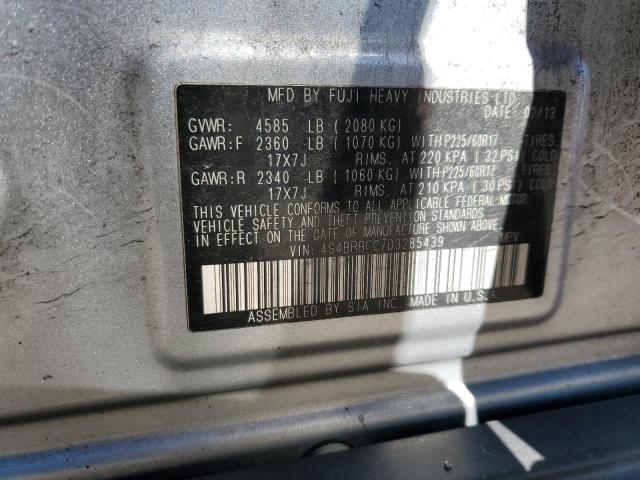 MFD BY FUJI HEAVY INDUSTRIES LTD.
DATE: 02/13
GVWR: 4585 LB ( 2080 KG)
GAWR:F 2360 LB ( 1070 KG) WITH P225/60R17 TIRES
17X7J RIMS, AT 220 KPA ( 32 PSI) COLD
GAWR:R 2340 LB ( 1060 KG) WITH P225/60R17 TIRES
17X7J RIMS, AT 210 KPA ( 30 PSI) COLD
THIS VEHICLE CONFORMS TO ALL APPLICABLE FEDERAL MOTOR
VEHICLE SAFETY AND THEFT PREVENTION STANDARDS
IN EFFECT ON THE DATE OF MANUFACTURE SHOWN ABOVE.
VIN: 4S4BRBCC7D3285439 MPV
ASSEMBLED BY SIA INC. MADE IN U.S.A.